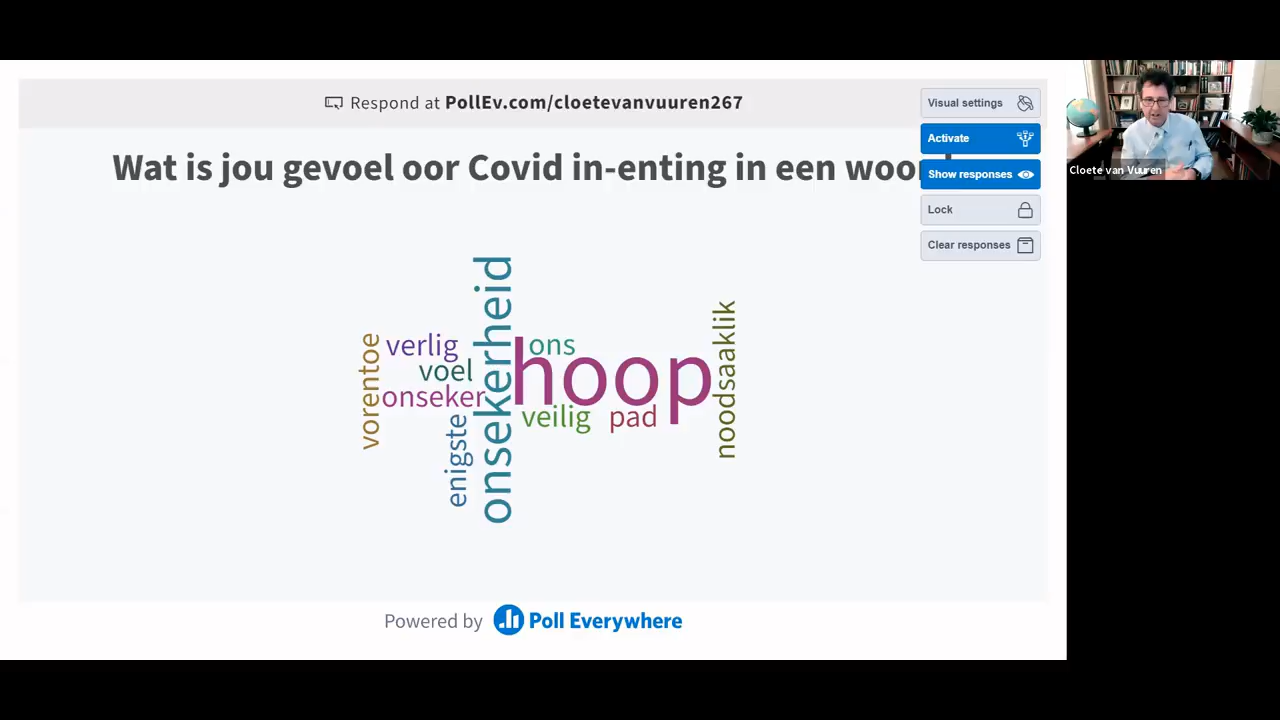 Respond at PollEv.com/cloetevanvuuren267
Visual settings
Activate
Show responses
Lock
Clear responses
Wat is jou gevoel oor Covid in-enting in een
Cloete van Vuuren
vorentoe
verlig
voel
onseker
enigste
onsekerheid
ons
hoop
veilig
pad
noodsaaklik
Powered by Poll Everywhere